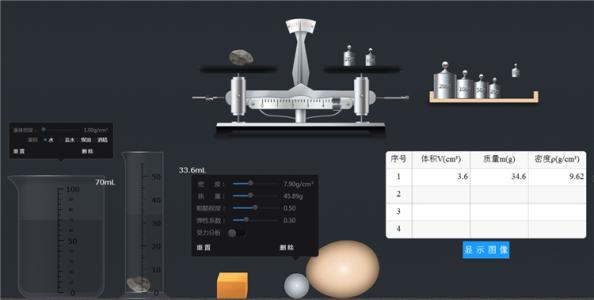 液体密度： 1.00g/cm³
水 盐水 煤油 酒精
重 置 删 除
100
50
0
70mL
50
40
30
20
10
0
33.6mL
密 度： 7.90g/cm³
质 量： 45.89g
粗糙程度： 0.50
弹性系数： 0.30
受力分析
重 置 删 除
序号 体积V(cm³) 质量m(g) 密度ρ(g/cm³)
1 3.6 34.6 9.62
2
3
4
显 示 图 像